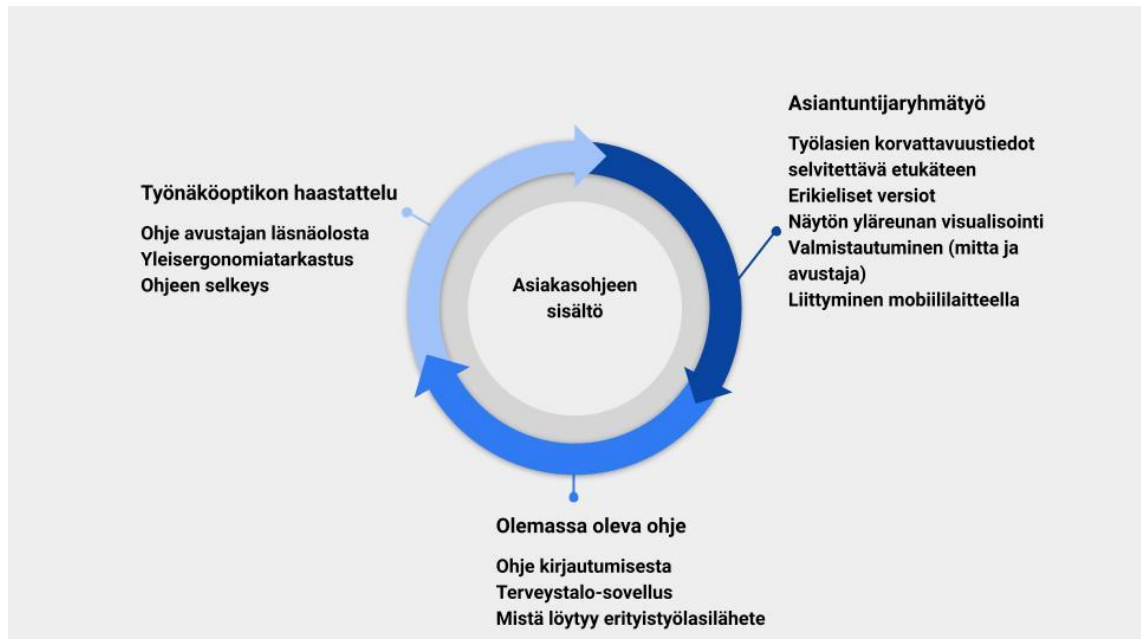 Asiantuntijaryhmätyö
Työlasien korvattavuustiedot
selvitettävä etukäteen
Erikieliset versiot
Näytön yläreunan visualisointi
Valmistautuminen (mitta ja
avustaja)
Liittyminen mobiililaitteella
Työnäköoptikon haastattelu
Ohje avustajan läsnäolosta
Yleisergonomiatarkastus
Ohjeen selkeys
Asiakasohjeen
sisältö
Olemassa oleva ohje
Ohje kirjautumisesta
Terveystalo-sovellus
Mistä löytyy erityistyölasilähete